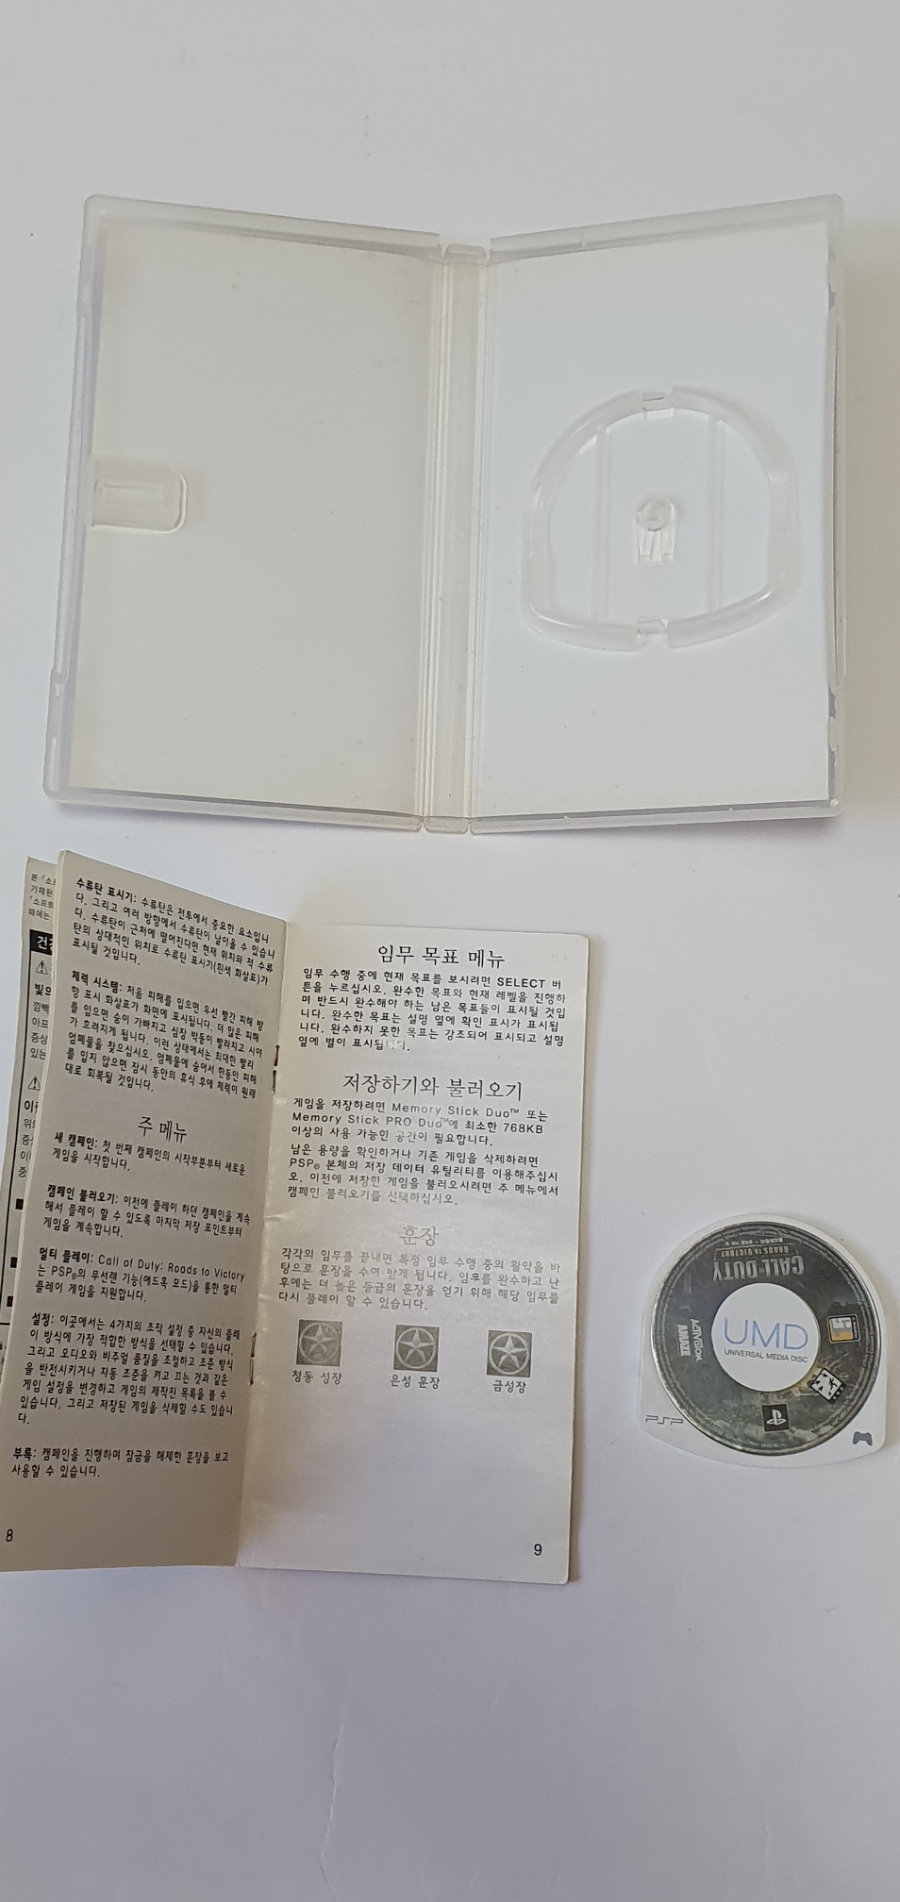 수류탄 표시기: 수류탄은 전투에서 중요한 요소입니
다. 그리고 여러 방향에서 수류탄이 날아올 수 있습니
다. 수류탄이 근처에 떨어진다면 현재 위치와 적 수류
탄의 상대적인 위치로 수류탄 표시기(흰색 화살표)가
표시될 것입니다.
체력 시스템: 처음 피해를 입으면 우선 빨간 피해 방
향 표시 화살표가 화면에 표시됩니다. 더 많은 피해
를 입으면 숨이 가빠지고 심장 박동이 빨라지고 시야
가 흐려지게 됩니다. 이런 상태에서는 최대한 빨리
엄폐물을 찾으십시오. 엄폐물에 숨어서 한동안 피해
를 입지 않으면 잠시 동안의 휴식 후에 체력이 원래
대로 회복될 것입니다.
주 메뉴
새 캠페인: 첫 번째 캠페인의 시작부분부터 새로운
게임을 시작합니다.
캠페인 불러오기: 이전에 플레이 하던 캠페인을 계속
해서 플레이 할 수 있도록 마지막 저장 포인트부터
게임을 계속합니다.
멀티 플레이: Call of Duty: Roads to Victory
는 PSP®의 무선랜 기능(애드혹 모드)을 통한 멀티
플레이 게임을 지원합니다.
설정: 이곳에서는 4가지의 조작 설정 중 자신의 플레
이 방식에 가장 적합한 방식을 선택할 수 있습니다.
그리고 오디오와 비주얼 품질을 조절하고 조준 방식
을 반전시키거나 자동 조준을 켜고 끄는 것과 같은
게임 설정을 변경하고 게임의 제작진 목록을 볼 수
있습니다. 그리고 저장된 게임을 삭제할 수도 있습니
다.
부록: 캠페인을 진행하며 잠금을 해제한 훈장을 보고
사용할 수 있습니다.
8
임무 목표 메뉴
임무 수행 중에 현재 목표를 보시려면 SELECT 버
튼을 누르십시오. 완수한 목표와 현재 레벨을 진행하
며 반드시 완수해야 하는 남은 목표들이 표시될 것입
니다. 완수한 목표는 설명 옆에 확인 표시가 표시됩
니다. 완수하지 못한 목표는 강조되어 표시되고 설명
옆에 별이 표시됩니다.
저장하기와 불러오기
게임을 저장하려면 Memory Stick Duo™ 또는
Memory Stick PRO Duo™에 최소한 768KB
이상의 사용 가능한 공간이 필요합니다.
남은 용량을 확인하거나 기존 게임을 삭제하려면
PSP® 본체의 저장 데이터 유틸리티를 이용해주십시
오. 이전에 저장한 게임을 불러오시려면 주 메뉴에서
캠페인 불러오기를 선택하십시오.
훈장
각각의 임무를 끝내면 특정 임무 수행 중의 활약을 바
탕으로 훈장을 수여 받게 됩니다. 임무를 완수하고 난
후에는 더 높은 등급의 훈장을 얻기 위해 해당 임무를
다시 플레이 할 수 있습니다.
청동 성장
은성 훈장
금성장
9
CALL OF DUTY
ROADS TO VICTORY
UMD
UNIVERSAL MEDIA DISC
ACTIVISION
AMAZE
PSP